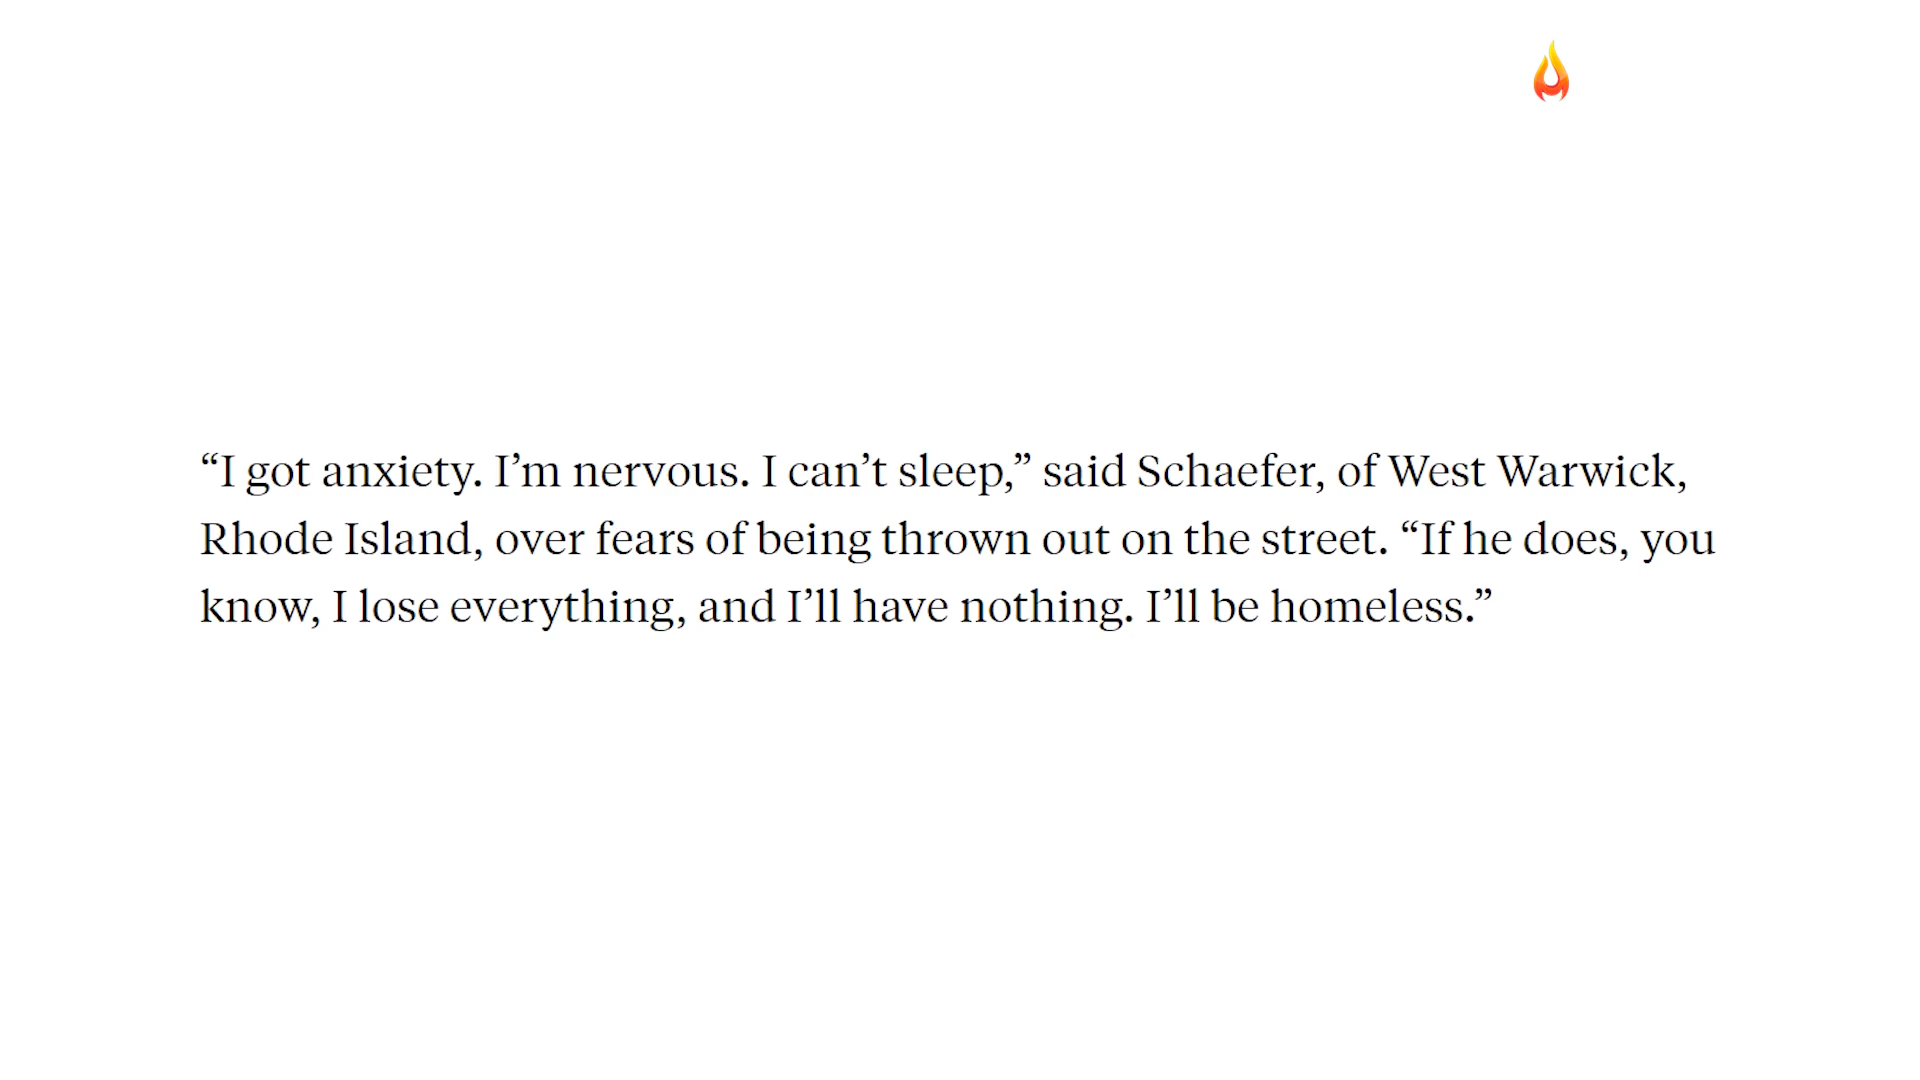 “I got anxiety. I’m nervous. I can’t sleep,” said Schaefer, of West Warwick,
Rhode Island, over fears of being thrown out on the street. “If he does, you
know, I lose everything, and I’ll have nothing. I’ll be homeless.”